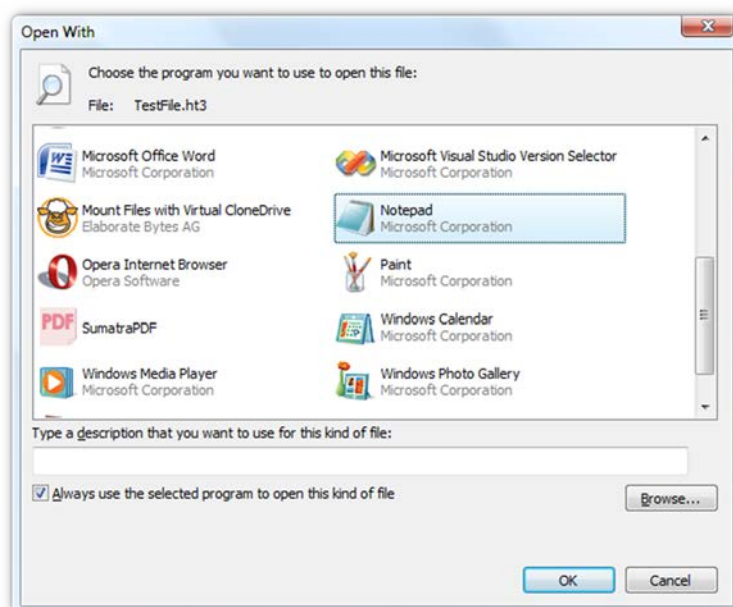 Open With
Choose the program you want to use to open this file:
File: TestFile.ht3
Microsoft Office Word
Microsoft Corporation
Microsoft Visual Studio Version Selector
Microsoft Corporation
Mount Files with Virtual CloneDrive
Elaborate Bytes AG
Notepad
Microsoft Corporation
Opera Internet Browser
Opera Software
Paint
Microsoft Corporation
PDF
SumatraPDF
Windows Calendar
Microsoft Corporation
Windows Media Player
Microsoft Corporation
Windows Photo Gallery
Microsoft Corporation
Type a description that you want to use for this kind of file:
Always use the selected program to open this kind of file
Browse...
OK
Cancel